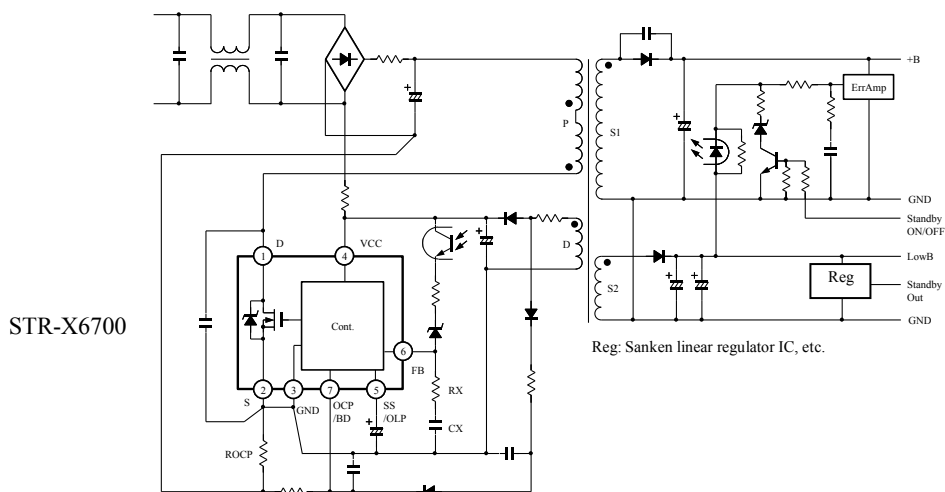 +B
ErrAmp
P
S1
GND
Standby
ON/OFF
D
VCC
D
1
4
LowB
S2
Reg
Standby
Out
GND
STR-X6700
Cont.
Reg: Sanken linear regulator IC, etc.
6
FB
2
3
7
5
RX
S
GND
OCP
/BD
SS
/OLP
CX
ROCP
+
+
+
+
+
+